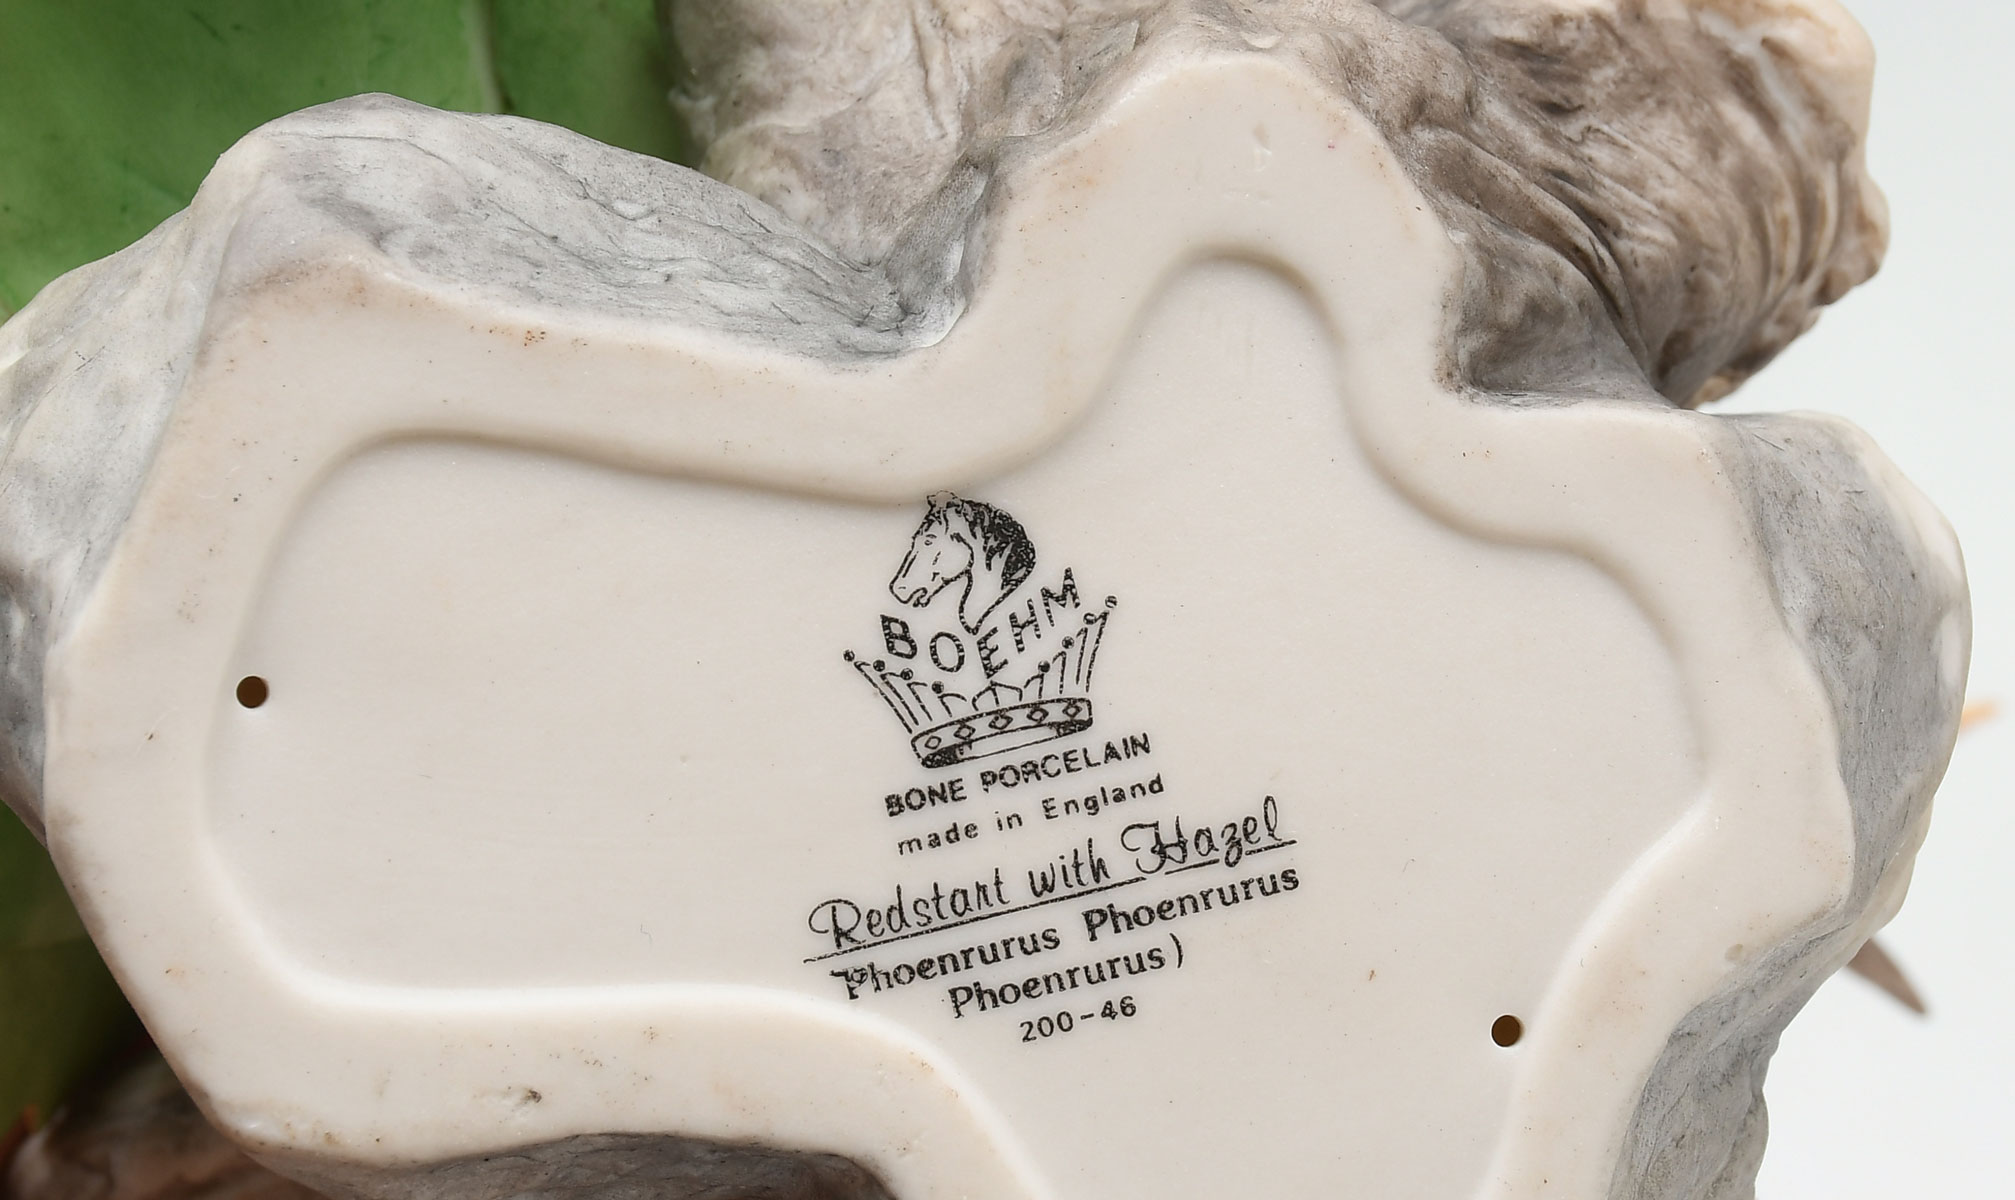 BOEHM
BONE PORCELAIN
made in England
Redstart with Hazel
Phoenrurus Phoenrurus
Phoenrurus)
200-46